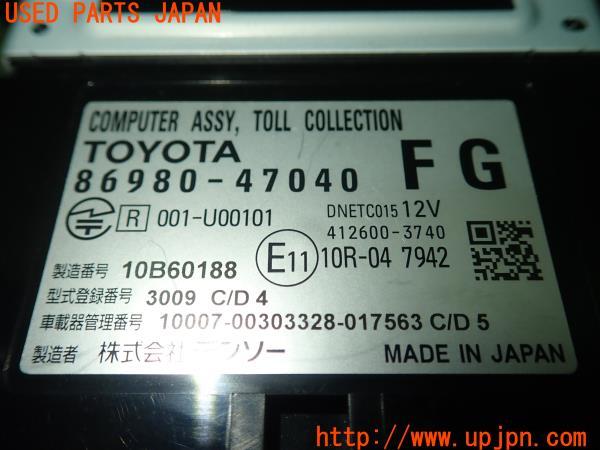 USED PARTS JAPAN
COMPUTER ASSY, TOLL COLLECTION
TOYOTA
86980-47040 F G
R 001-U00101
DNETC015 12V
412600-3740
E11 10R-04 7942
製造番号 10B60188
型式登録番号 3009 C/D 4
車載器管理番号 10007-00303328-017563 C/D 5
製造者 株式会社デンソー
MADE IN JAPAN
https://www.upjpn.com/